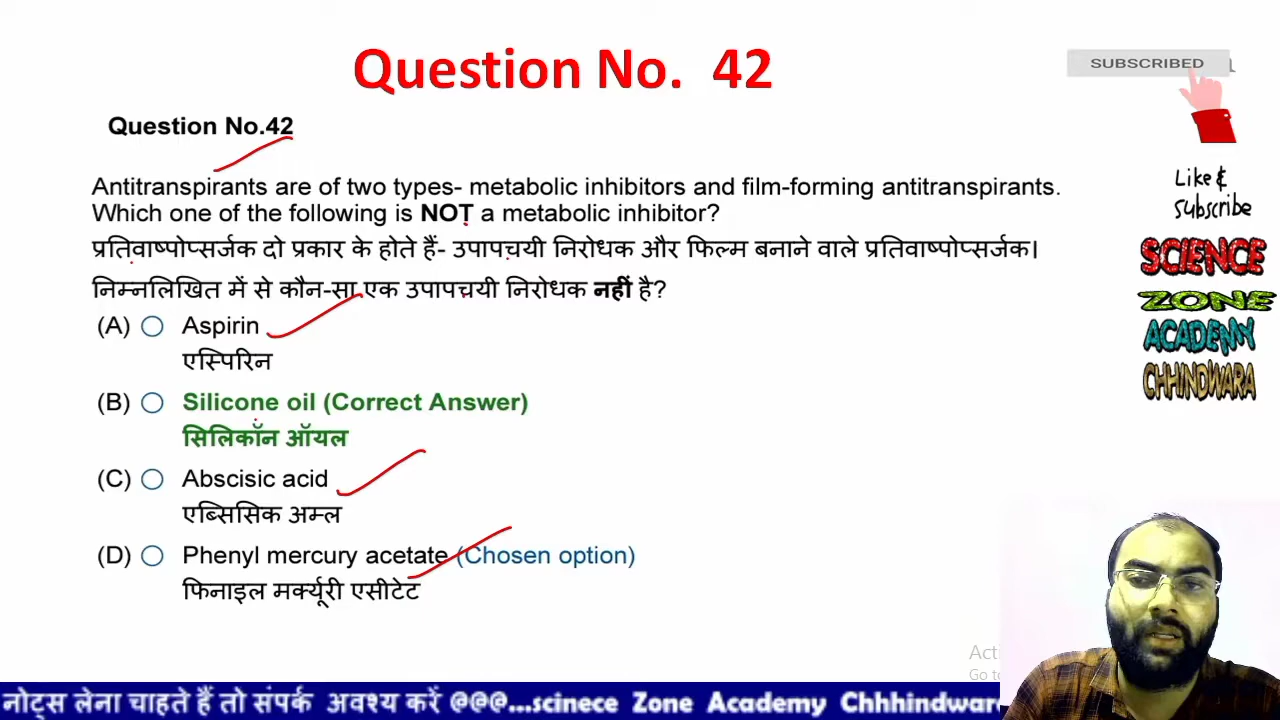 Question No. 42
SUBSCRIBED
Question No.42
Like &
Subscribe
Antitranspirants are of two types- metabolic inhibitors and film-forming antitranspirants.
Which one of the following is NOT a metabolic inhibitor?
प्रतिवाष्पोप्सर्जक दो प्रकार के होते हैं- उपापचयी निरोधक और फिल्म बनाने वाले प्रतिवाष्पोप्सर्जक।
निम्नलिखित में से कौन-सा एक उपापचयी निरोधक नहीं है?
SCIENCE
ZONE
ACADEMY
CHHINDWARA
(A) Aspirin
एस्पिरिन
(B) Silicone oil (Correct Answer)
सिलिकॉन ऑयल
(C) Abscisic acid
एब्सिसिक अम्ल
(D) Phenyl mercury acetate (Chosen option)
फिनाइल मर्क्यूरी एसीटेट
Go to
नोट्स लेना चाहते हैं तो संपर्क अवश्य करें @@@...scinece Zone Academy Chhhindwara